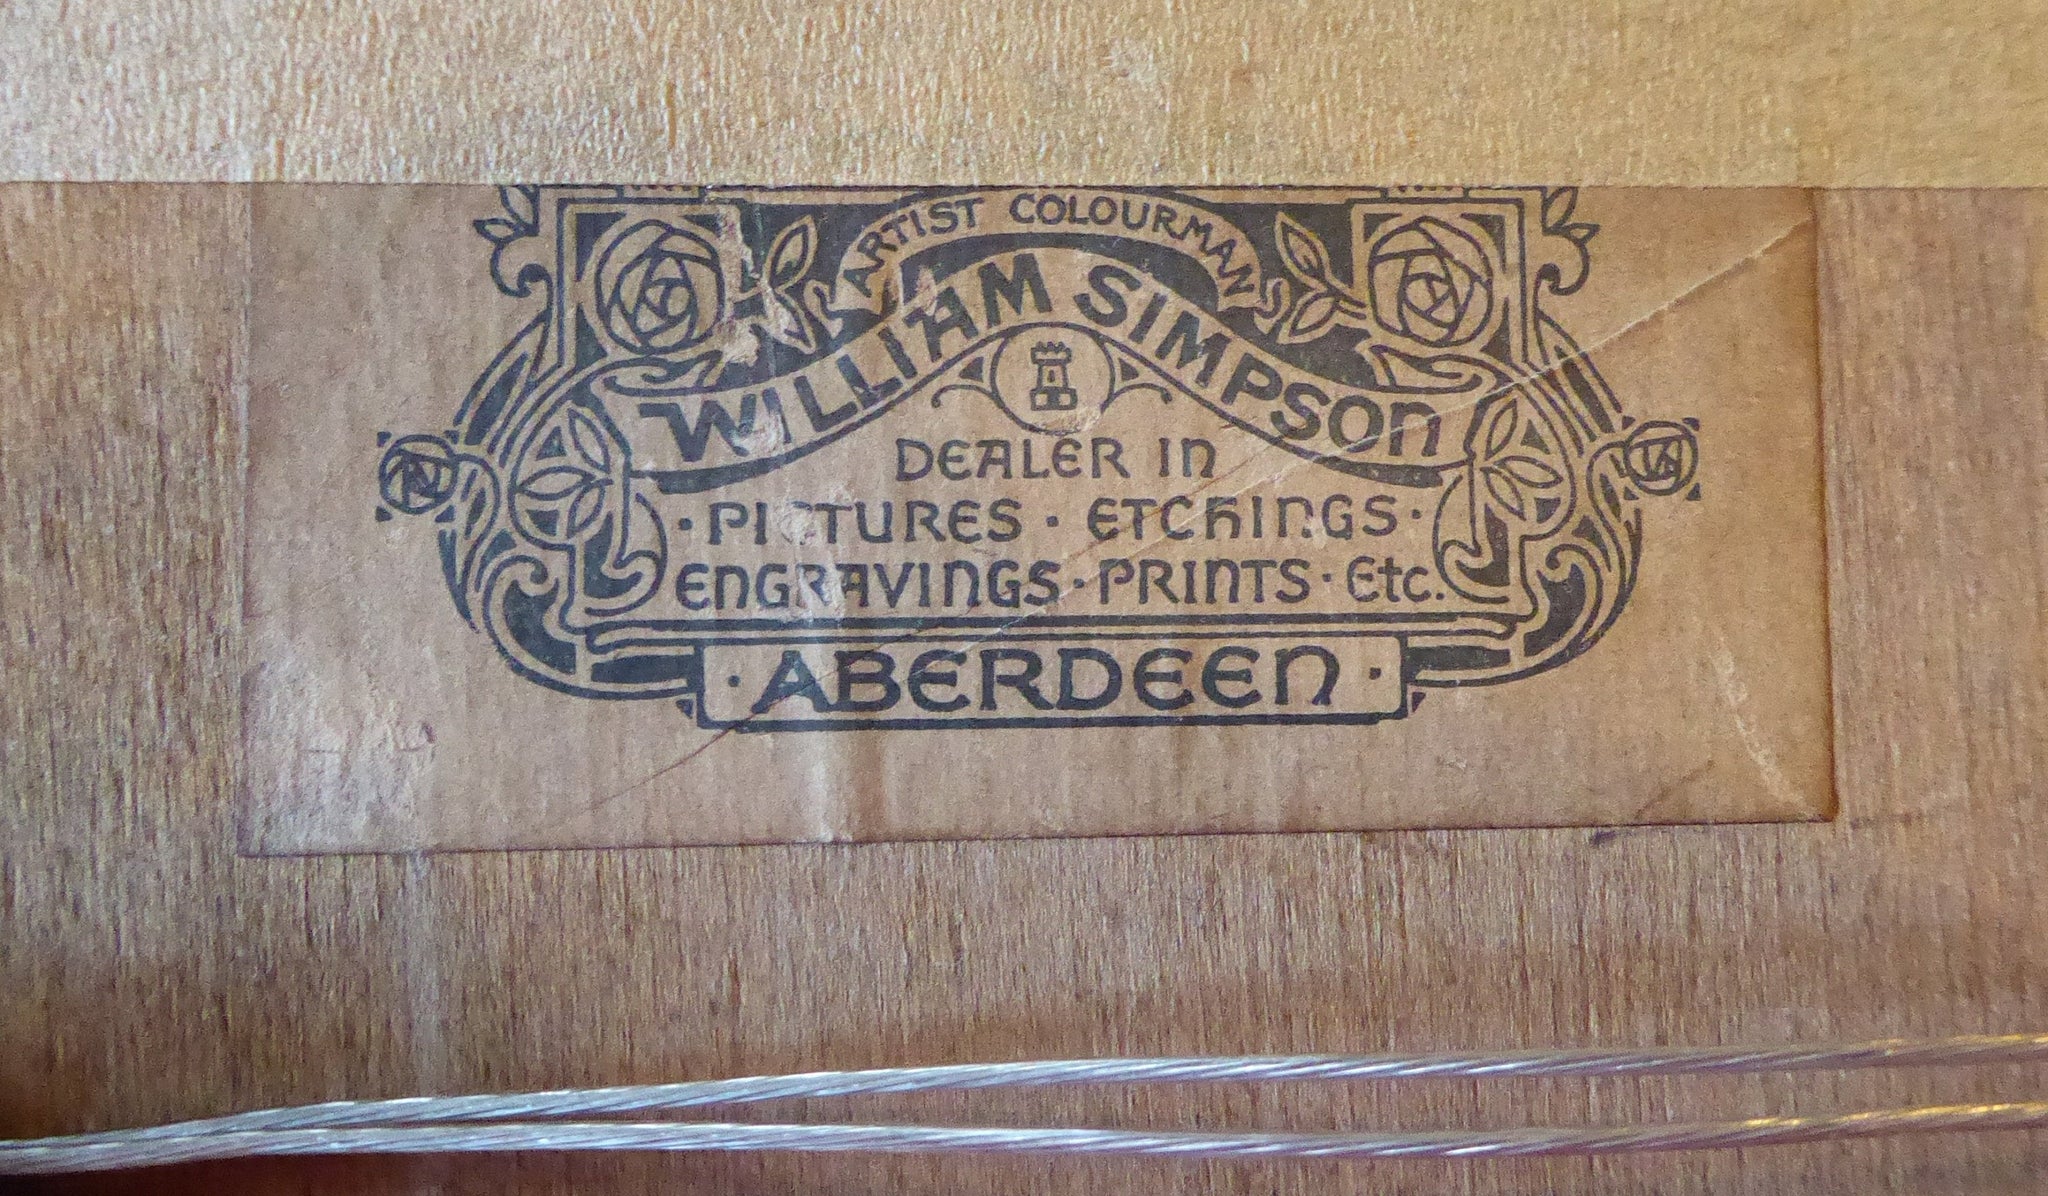 ARTIST COLOURMAN
WILLIAM SIMPSON
DEALER IN
· PICTURES · ETCHINGS ·
ENGRAVINGS · PRINTS · Etc.
· ABERDEEN ·